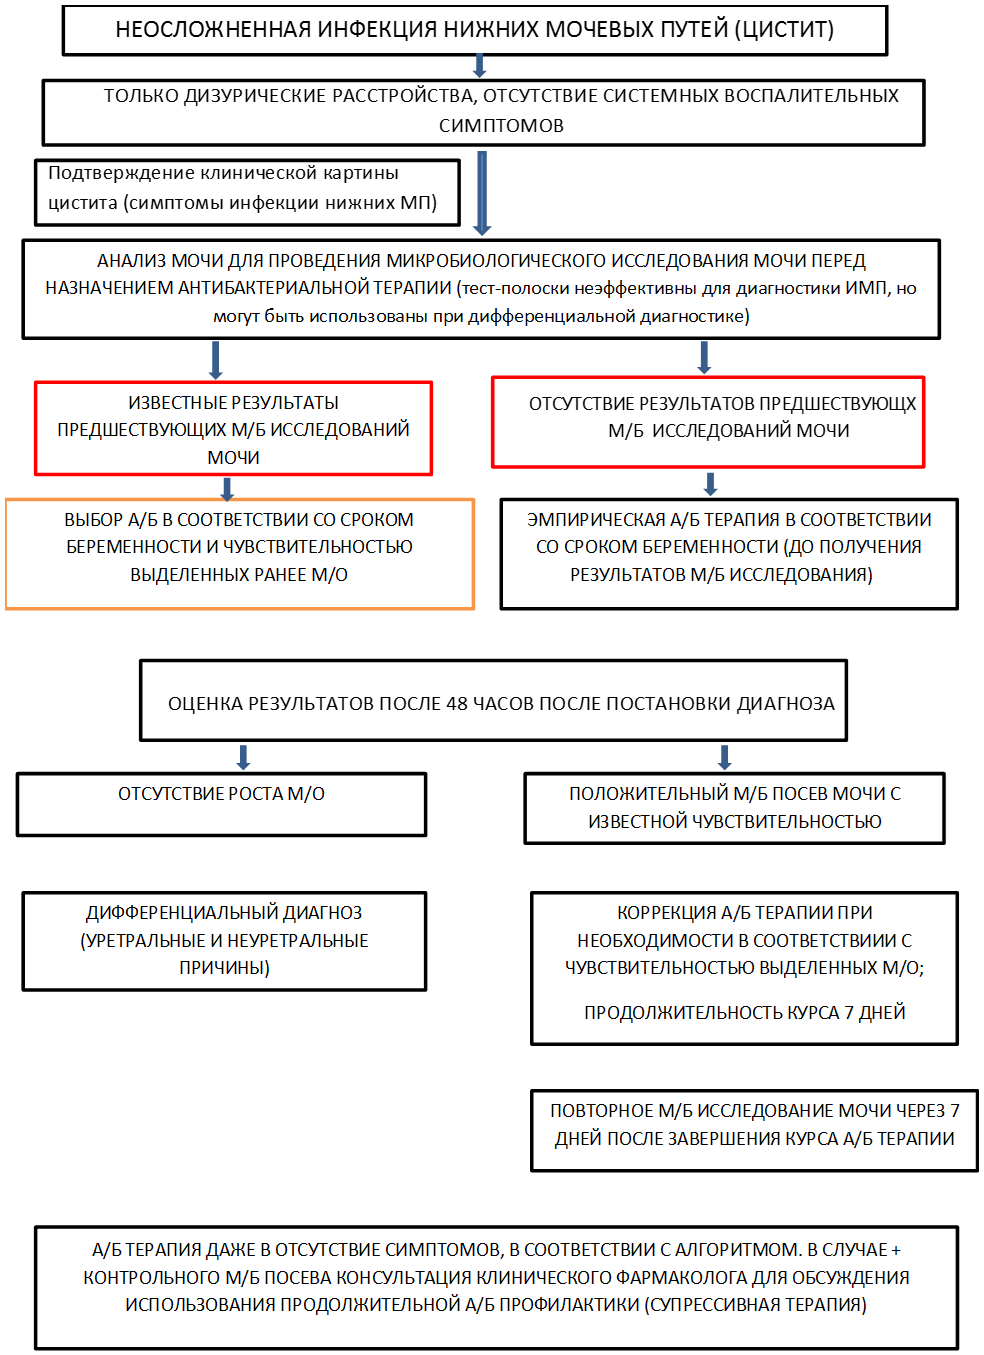 НЕОСЛОЖНЕННАЯ ИНФЕКЦИЯ НИЖНИХ МОЧЕВЫХ ПУТЕЙ (ЦИСТИТ)
ТОЛЬКО ДИЗУРИЧЕСКИЕ РАССТРОЙСТВА, ОТСУТСТВИЕ СИСТЕМНЫХ ВОСПАЛИТЕЛЬНЫХ
СИМПТОМОВ
Подтверждение клинической картины
цистита (симптомы инфекции нижних МП)
АНАЛИЗ МОЧИ ДЛЯ ПРОВЕДЕНИЯ МИКРОБИОЛОГИЧЕСКОГО ИССЛЕДОВАНИЯ МОЧИ ПЕРЕД
НАЗНАЧЕНИЕМ АНТИБАКТЕРИАЛЬНОЙ ТЕРАПИИ (тест-полоски неэффективны для диагностики ИМП, но
могут быть использованы при дифференциальной диагностике)
ИЗВЕСТНЫЕ РЕЗУЛЬТАТЫ
ПРЕДШЕСТВУЮЩИХ М/Б ИССЛЕДОВАНИЙ
МОЧИ
ОТСУТСТВИЕ РЕЗУЛЬТАТОВ ПРЕДШЕСТВУЮЩХ
М/Б ИССЛЕДОВАНИЙ МОЧИ
ВЫБОР А/Б В СООТВЕТСТВИИ СО СРОКОМ
БЕРЕМЕННОСТИ И ЧУВСТВИТЕЛЬНОСТЬЮ
ВЫДЕЛЕННЫХ РАНЕЕ М/О
ЭМПИРИЧЕСКАЯ А/Б ТЕРАПИЯ В СООТВЕТСТВИИ
СО СРОКОМ БЕРЕМЕННОСТИ (ДО ПОЛУЧЕНИЯ
РЕЗУЛЬТАТОВ М/Б ИССЛЕДОВАНИЯ)
ОЦЕНКА РЕЗУЛЬТАТОВ ПОСЛЕ 48 ЧАСОВ ПОСЛЕ ПОСТАНОВКИ ДИАГНОЗА
ОТСУТСТВИЕ РОСТА М/О
ПОЛОЖИТЕЛЬНЫЙ М/Б ПОСЕВ МОЧИ С
ИЗВЕСТНОЙ ЧУВСТВИТЕЛЬНОСТЬЮ
ДИФФЕРЕНЦИАЛЬНЫЙ ДИАГНОЗ
(УРЕТРАЛЬНЫЕ И НЕУРЕТРАЛЬНЫЕ
ПРИЧИНЫ)
КОРРЕКЦИЯ А/Б ТЕРАПИИ ПРИ
НЕОБХОДИМОСТИ В СООТВЕТСТВИИИ С
ЧУВСТВИТЕЛЬНОСТЬЮ ВЫДЕЛЕННЫХ М/О;
ПРОДОЛЖИТЕЛЬНОСТЬ КУРСА 7 ДНЕЙ
ПОВТОРНОЕ М/Б ИССЛЕДОВАНИЕ МОЧИ ЧЕРЕЗ 7
ДНЕЙ ПОСЛЕ ЗАВЕРШЕНИЯ КУРСА А/Б ТЕРАПИИ
А/Б ТЕРАПИЯ ДАЖЕ В ОТСУТСТВИЕ СИМПТОМОВ, В СООТВЕТСТВИИ С АЛГОРИТМОМ. В СЛУЧАЕ +
КОНТРОЛЬНОГО М/Б ПОСЕВА КОНСУЛЬТАЦИЯ КЛИНИЧЕСКОГО ФАРМАКОЛОГА ДЛЯ ОБСУЖДЕНИЯ
ИСПОЛЬЗОВАНИЯ ПРОДОЛЖИТЕЛЬНОЙ А/Б ПРОФИЛАКТИКИ (СУПРЕССИВНАЯ ТЕРАПИЯ)